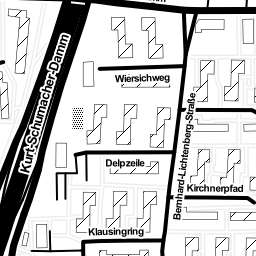 Wiersichweg
Kurt-Schumacher-Damm
Bernhard-Lichtenberg-Straße
Delpzeile
Kirchnerpfad
Klausingring